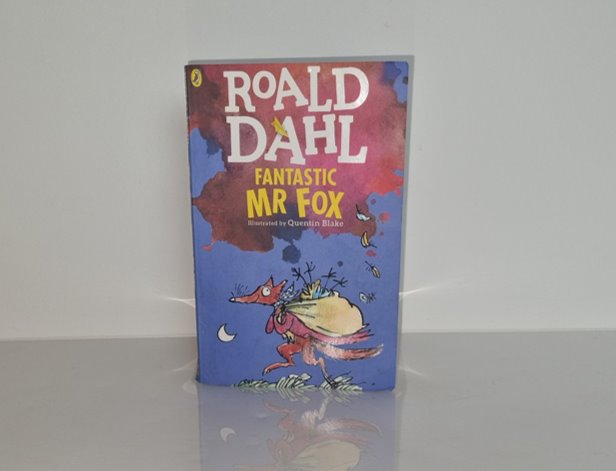 ROALD
DAHL
FANTASTIC
MR FOX
Illustrated by Quentin Blake